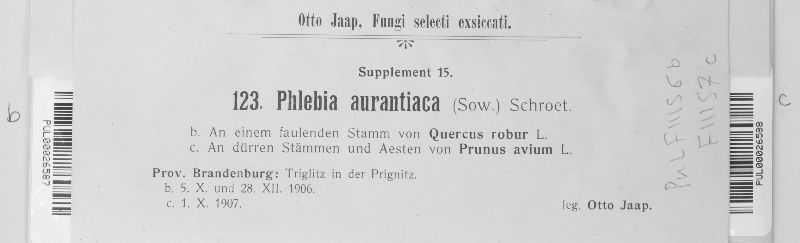 Otto Jaap, Fungi selecti exsiccati.
Supplement 15.
123. Phlebia aurantiaca (Sow.) Schroet.
b. An einem faulenden Stamm von Quercus robur L.
c. An dürren Stämmen und Aesten von Prunus avium L.
Prov. Brandenburg: Triglitz in der Prignitz.
b. 5. X. und 28. XII. 1906.
c. 1. X. 1907.
leg. Otto Jaap.
b
PUL00026587
PuL F11156 b
F11157 c
PUL00026588
c